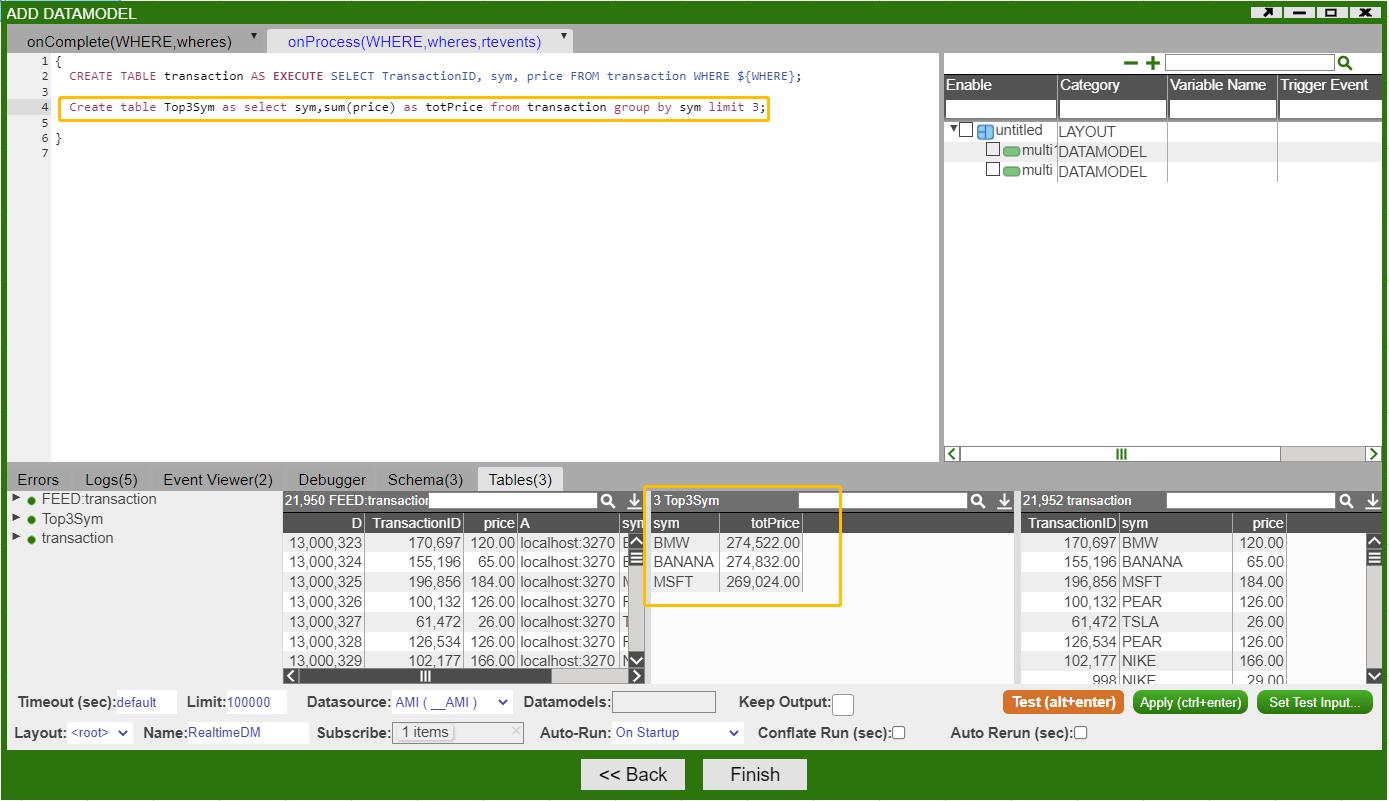 ADD DATAMODEL
onComplete(WHERE,wheres)
onProcess(WHERE,wheres,rtevents)
1 {
2 CREATE TABLE transaction AS EXECUTE SELECT TransactionID, sym, price FROM transaction WHERE ${WHERE};
3
4 Create table Top3Sym as select sym,sum(price) as totPrice from transaction group by sym limit 3;
5
6 }
7
Enable Category Variable Name Trigger Event
untitled LAYOUT
multi1 DATAMODEL
multi DATAMODEL
Errors Logs(5) Event Viewer(2) Debugger Schema(3) Tables(3)
FEED:transaction
Top3Sym
transaction
21,950 FEED:transaction
D TransactionID price A sym
13,000,323 170,697 120.00 localhost:3270
13,000,324 155,196 65.00 localhost:3270
13,000,325 196,856 184.00 localhost:3270
13,000,326 100,132 126.00 localhost:3270
13,000,327 61,472 26.00 localhost:3270
13,000,328 126,534 126.00 localhost:3270
13,000,329 102,177 166.00 localhost:3270
3 Top3Sym
sym totPrice
BMW 274,522.00
BANANA 274,832.00
MSFT 269,024.00
21,952 transaction
TransactionID sym price
170,697 BMW 120.00
155,196 BANANA 65.00
196,856 MSFT 184.00
100,132 PEAR 126.00
61,472 TSLA 26.00
126,534 PEAR 126.00
102,177 NIKE 166.00
998 NIKE 29.00
Timeout (sec): default Limit: 100000 Datasource: AMI ( __AMI ) Datamodels: Keep Output: Test (alt+enter) Apply (ctrl+enter) Set Test Input...
Layout: <root> Name: RealtimeDM Subscribe: 1 items Auto-Run: On Startup Conflate Run (sec): Auto Rerun (sec):
<< Back Finish